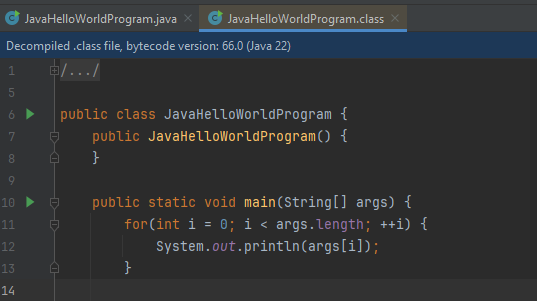 JavaHelloWorldProgram.java JavaHelloWorldProgram.class
Decompiled .class file, bytecode version: 66.0 (Java 22)
1 /.../
5
6 public class JavaHelloWorldProgram {
7 public JavaHelloWorldProgram() {
8 }
9
10 public static void main(String[] args) {
11 for(int i = 0; i < args.length; ++i) {
12 System.out.println(args[i]);
13 }
14